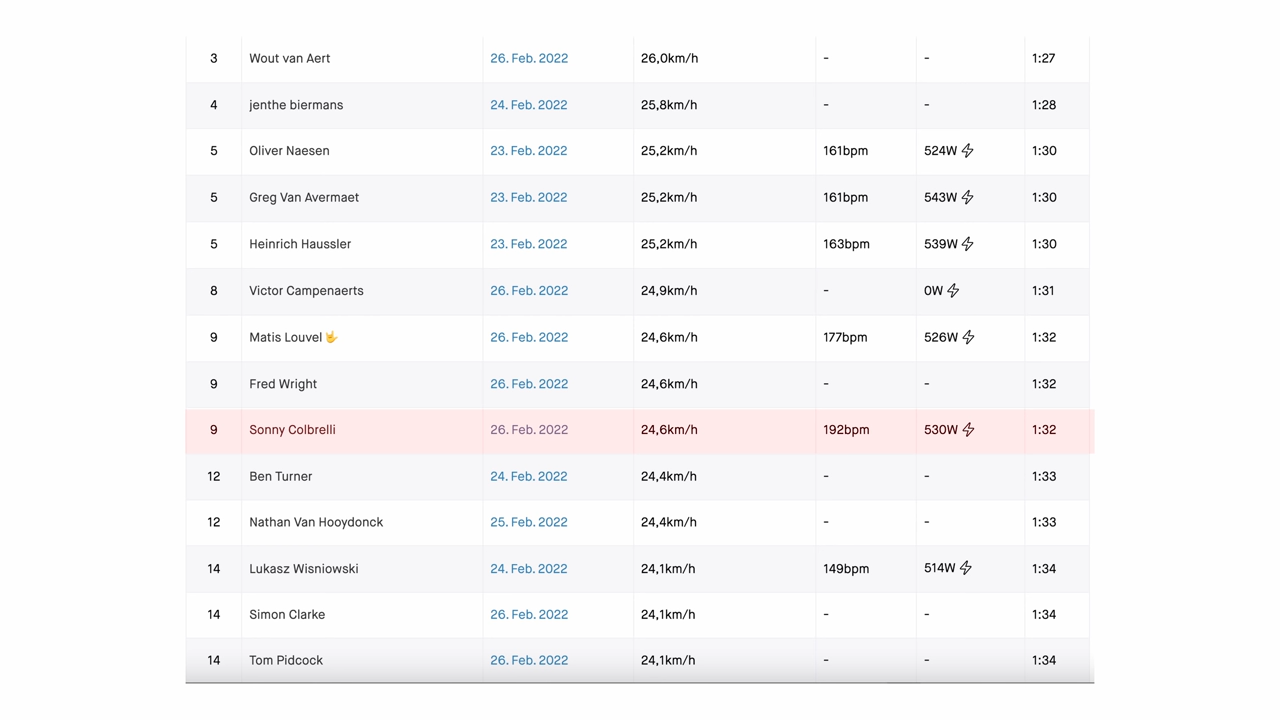 3 Wout van Aert 26. Feb. 2022 26,0km/h - - 1:27
4 jenthe biermans 24. Feb. 2022 25,8km/h - - 1:28
5 Oliver Naesen 23. Feb. 2022 25,2km/h 161bpm 524W 1:30
5 Greg Van Avermaet 23. Feb. 2022 25,2km/h 161bpm 543W 1:30
5 Heinrich Haussler 23. Feb. 2022 25,2km/h 163bpm 539W 1:30
8 Victor Campenaerts 26. Feb. 2022 24,9km/h - 0W 1:31
9 Matis Louvel 26. Feb. 2022 24,6km/h 177bpm 526W 1:32
9 Fred Wright 26. Feb. 2022 24,6km/h - - 1:32
9 Sonny Colbrelli 26. Feb. 2022 24,6km/h 192bpm 530W 1:32
12 Ben Turner 24. Feb. 2022 24,4km/h - - 1:33
12 Nathan Van Hooydonck 25. Feb. 2022 24,4km/h - - 1:33
14 Lukasz Wisniowski 24. Feb. 2022 24,1km/h 149bpm 514W 1:34
14 Simon Clarke 26. Feb. 2022 24,1km/h - - 1:34
14 Tom Pidcock 26. Feb. 2022 24,1km/h - - 1:34